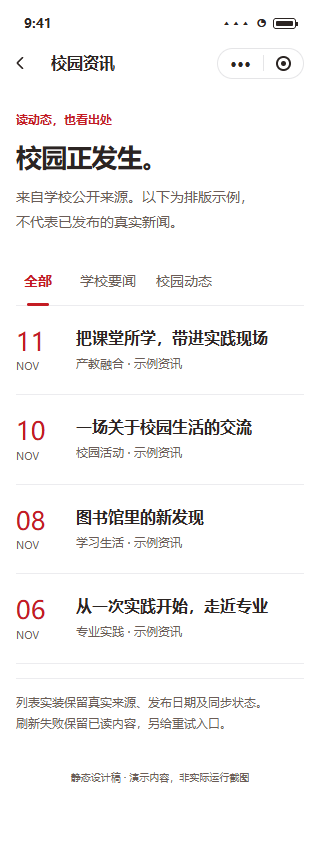 9:41
校园资讯
读动态，也看出处
校园正发生。
来自学校公开来源。以下为排版示例，
不代表已发布的真实新闻。
全部 学校要闻 校园动态
11 把课堂所学，带进实践现场
NOV 产教融合 · 示例资讯
10 一场关于校园生活的交流
NOV 校园活动 · 示例资讯
08 图书馆里的新发现
NOV 学习生活 · 示例资讯
06 从一次实践开始，走近专业
NOV 专业实践 · 示例资讯
列表实装保留真实来源、发布日期及同步状态。
刷新失败保留已读内容，另给重试入口。
静态设计稿 · 演示内容，非实际运行截图